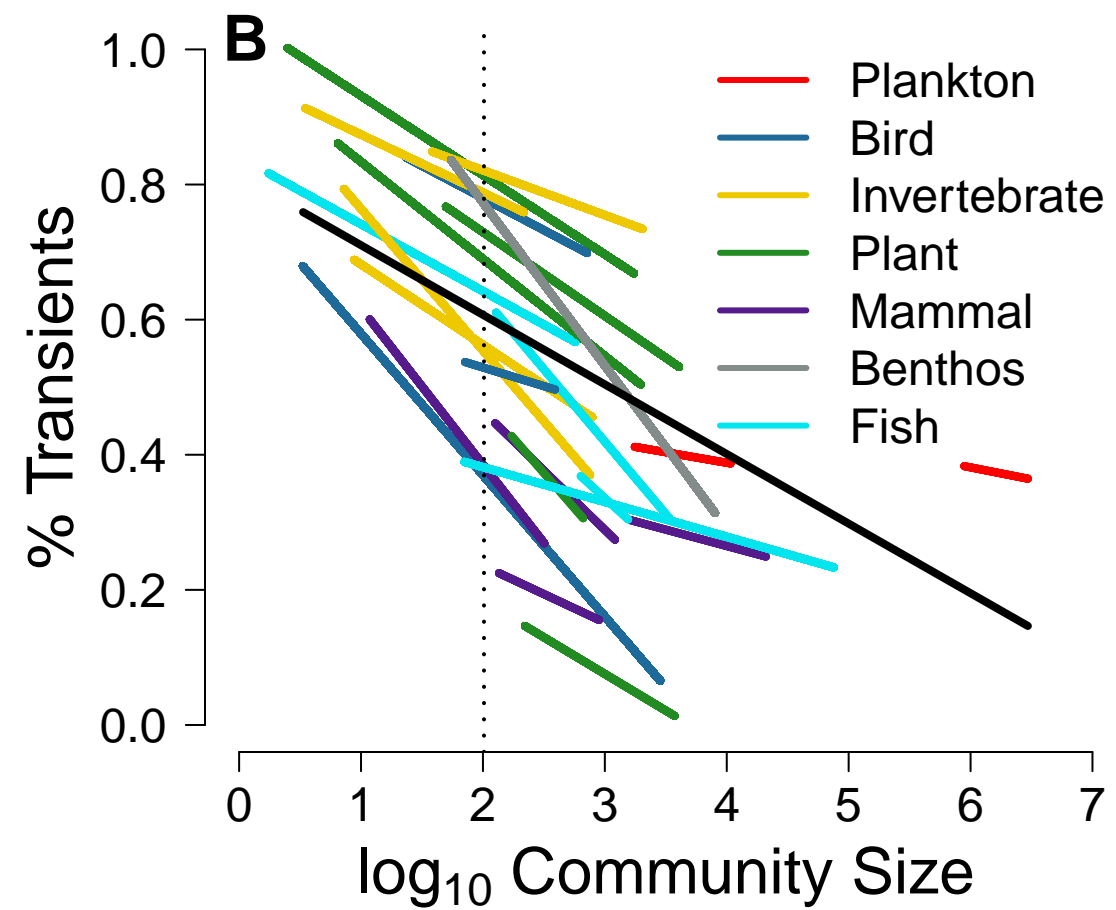 B
1.0
0.8
0.6
0.4
0.2
0.0
% Transients
Plankton
Bird
Invertebrate
Plant
Mammal
Benthos
Fish
0 1 2 3 4 5 6 7
log₁₀ Community Size